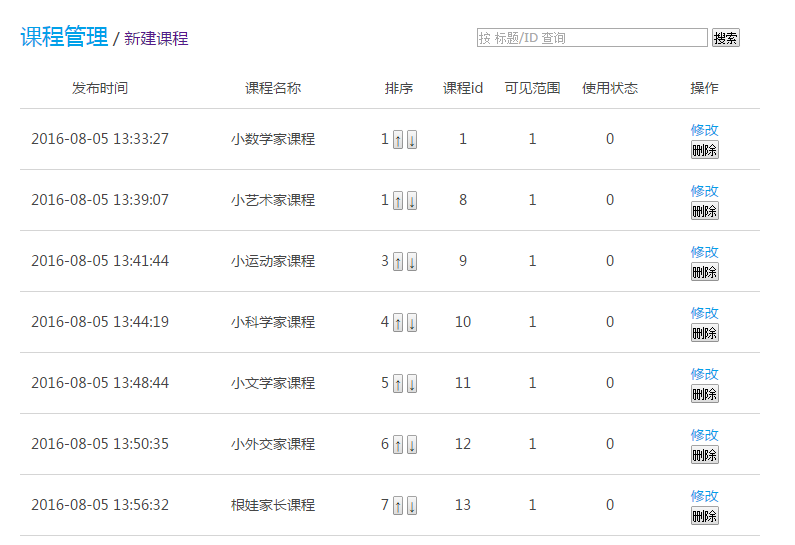 课程管理 / 新建课程 按 标题/ID 查询 搜索
发布时间 课程名称 排序 课程id 可见范围 使用状态 操作
2016-08-05 13:33:27 小数学家课程 1 ↑ ↓ 1 1 0 修改
删除
2016-08-05 13:39:07 小艺术家课程 1 ↑ ↓ 8 1 0 修改
删除
2016-08-05 13:41:44 小运动家课程 3 ↑ ↓ 9 1 0 修改
删除
2016-08-05 13:44:19 小科学家课程 4 ↑ ↓ 10 1 0 修改
删除
2016-08-05 13:48:44 小文学家课程 5 ↑ ↓ 11 1 0 修改
删除
2016-08-05 13:50:35 小外交家课程 6 ↑ ↓ 12 1 0 修改
删除
2016-08-05 13:56:32 根娃家长课程 7 ↑ ↓ 13 1 0 修改
删除